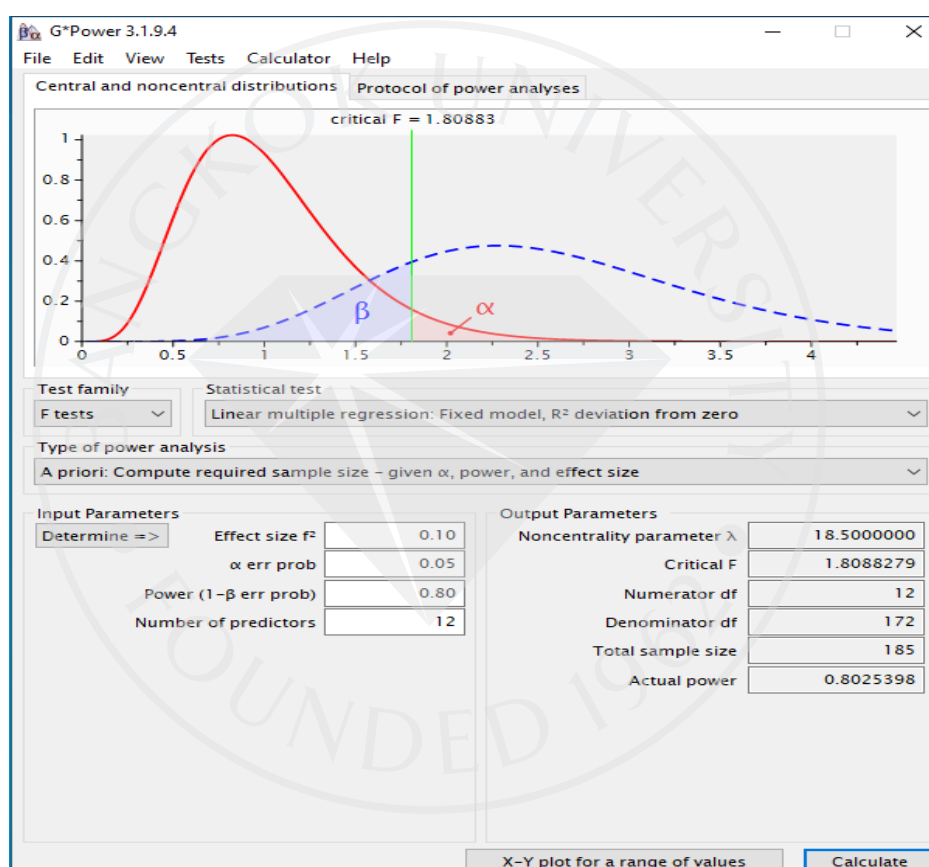 G*Power 3.1.9.4
File Edit View Tests Calculator Help
Central and noncentral distributions Protocol of power analyses
critical F = 1.80883
1
0.8
0.6
0.4
0.2
0
β
α
0 0.5 1 1.5 2 2.5 3 3.5 4
Test family Statistical test
F tests Linear multiple regression: Fixed model, R² deviation from zero
Type of power analysis
A priori: Compute required sample size – given α, power, and effect size
Input Parameters Output Parameters
Determine => Effect size f² 0.10 Noncentrality parameter λ 18.5000000
α err prob 0.05 Critical F 1.8088279
Power (1-β err prob) 0.80 Numerator df 12
Number of predictors 12 Denominator df 172
Total sample size 185
Actual power 0.8025398
X-Y plot for a range of values Calculate
BANGKOK UNIVERSITY
FOUNDED 1962